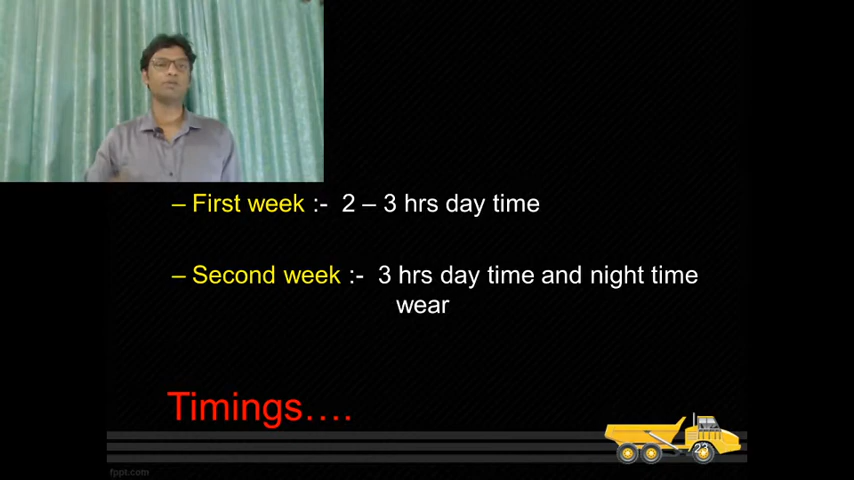 – First week :- 2 – 3 hrs day time
– Second week :- 3 hrs day time and night time
wear
Timings….
23
fppt.com